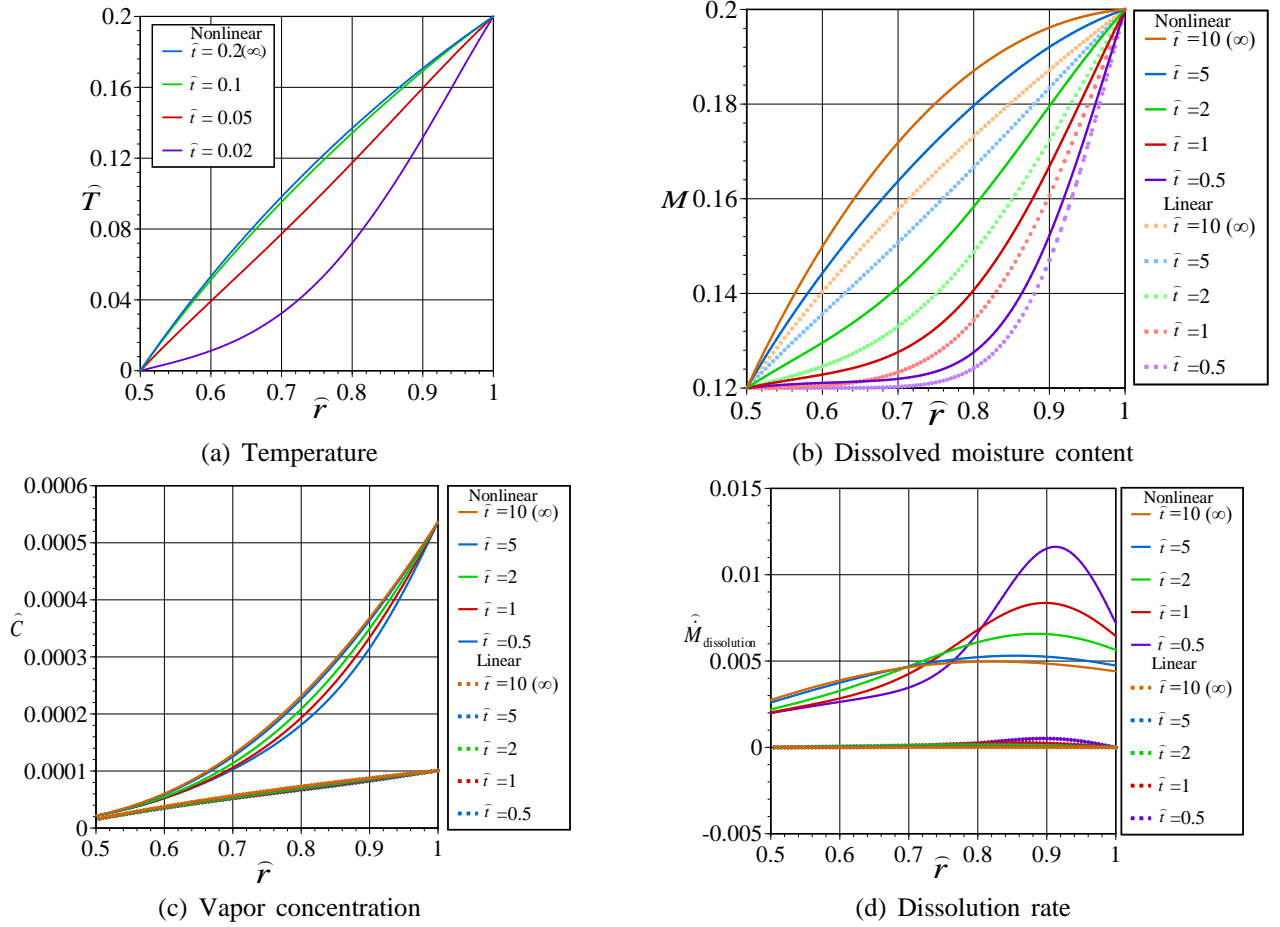 0.2
0.16
0.12
0.08
0.04
0
T̂
Nonlinear
t̂ = 0.2(∞)
t̂ = 0.1
t̂ = 0.05
t̂ = 0.02
0.5 0.6 0.7 0.8 0.9 1
r̂
(a) Temperature
0.2
0.18
M 0.16
0.14
0.12
0.5 0.6 0.7 0.8 0.9 1
r̂
Nonlinear
t̂ =10 (∞)
t̂ =5
t̂ =2
t̂ =1
t̂ =0.5
Linear
t̂ =10 (∞)
t̂ =5
t̂ =2
t̂ =1
t̂ =0.5
(b) Dissolved moisture content
0.0006
0.0005
0.0004
Ĉ
0.0003
0.0002
0.0001
0
0.5 0.6 0.7 0.8 0.9 1
r̂
Nonlinear
t̂ =10 (∞)
t̂ =5
t̂ =2
t̂ =1
t̂ =0.5
Linear
t̂ =10 (∞)
t̂ =5
t̂ =2
t̂ =1
t̂ =0.5
(c) Vapor concentration
0.015
0.01
M̂̇dissolution
0.005
0
-0.005
0.5 0.6 0.7 0.8 0.9 1
r̂
Nonlinear
t̂ =10 (∞)
t̂ =5
t̂ =2
t̂ =1
t̂ =0.5
Linear
t̂ =10 (∞)
t̂ =5
t̂ =2
t̂ =1
t̂ =0.5
(d) Dissolution rate